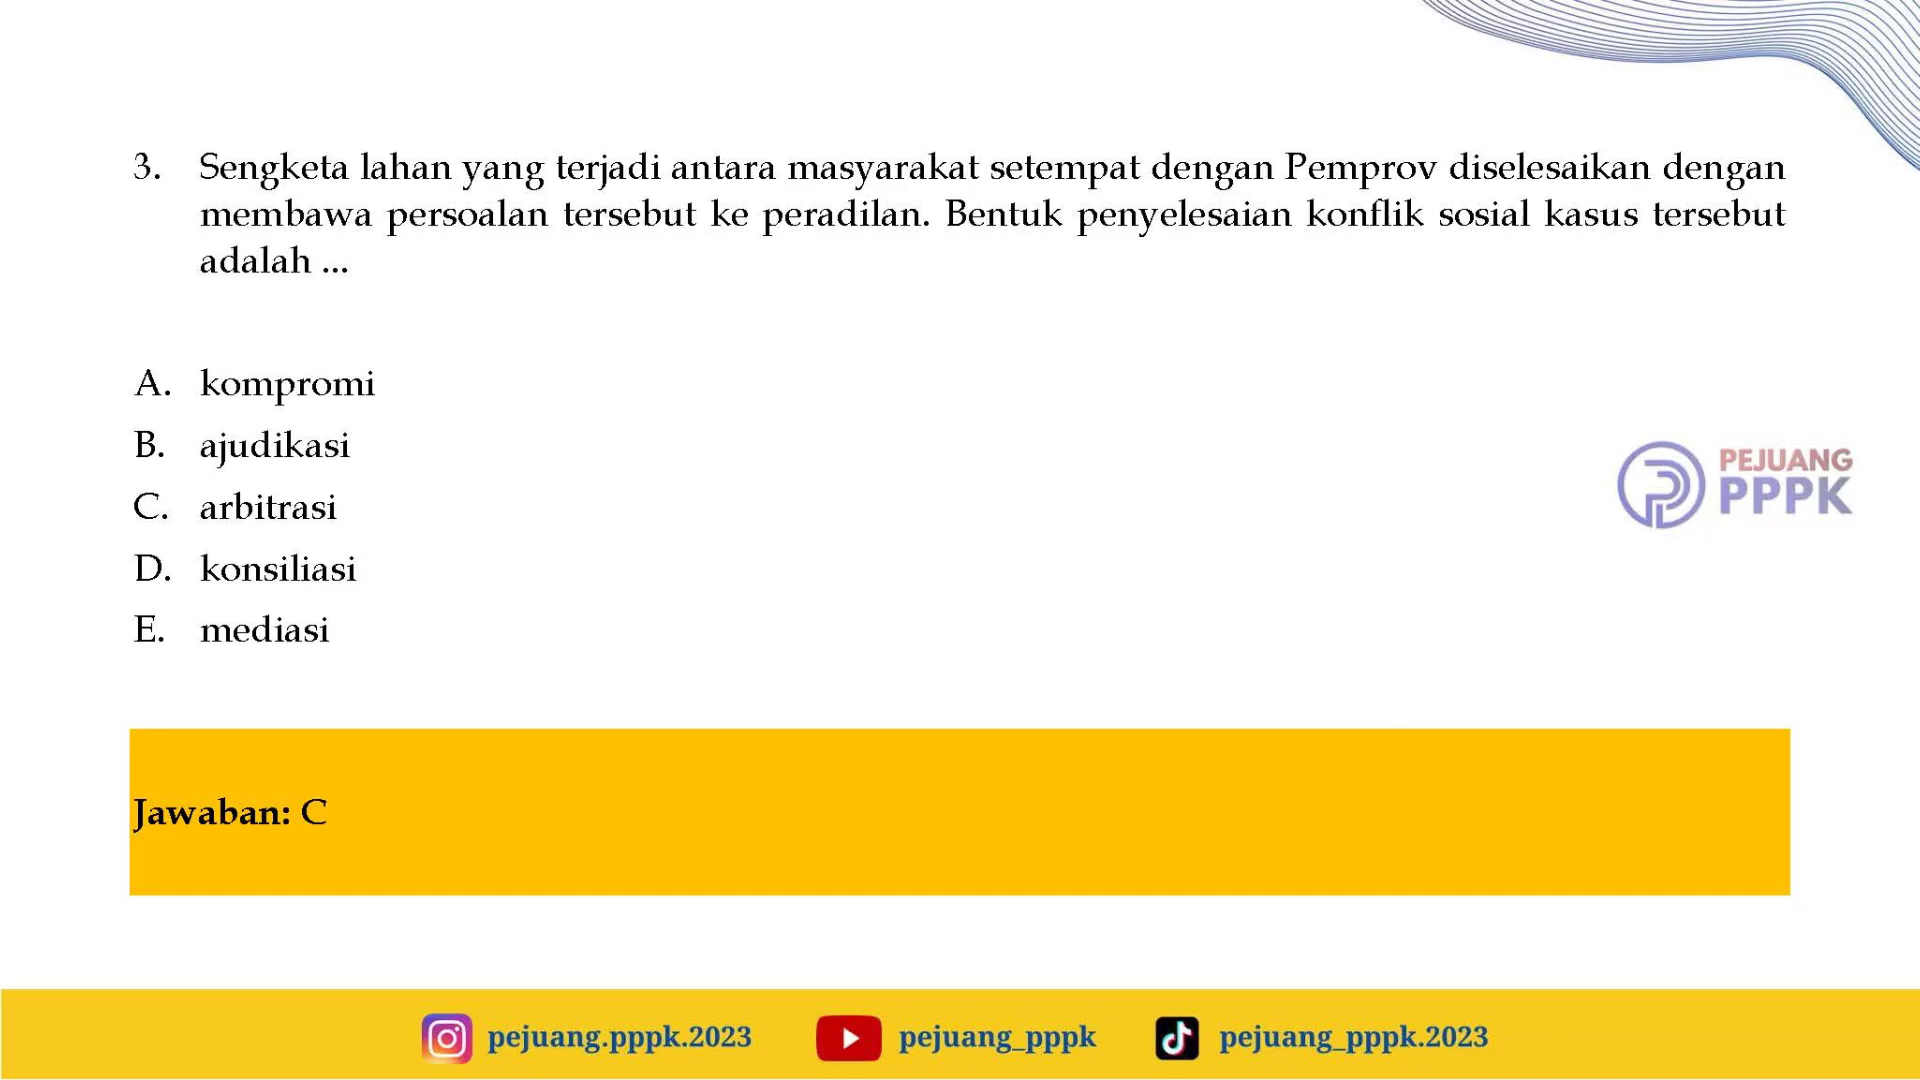 3. Sengketa lahan yang terjadi antara masyarakat setempat dengan Pemprov diselesaikan dengan
membawa persoalan tersebut ke peradilan. Bentuk penyelesaian konflik sosial kasus tersebut
adalah ...
A. kompromi
B. ajudikasi
C. arbitrasi
D. konsiliasi
E. mediasi
PEJUANG
PPPK
Jawaban: C
pejuang.pppk.2023 pejuang_pppk pejuang_pppk.2023